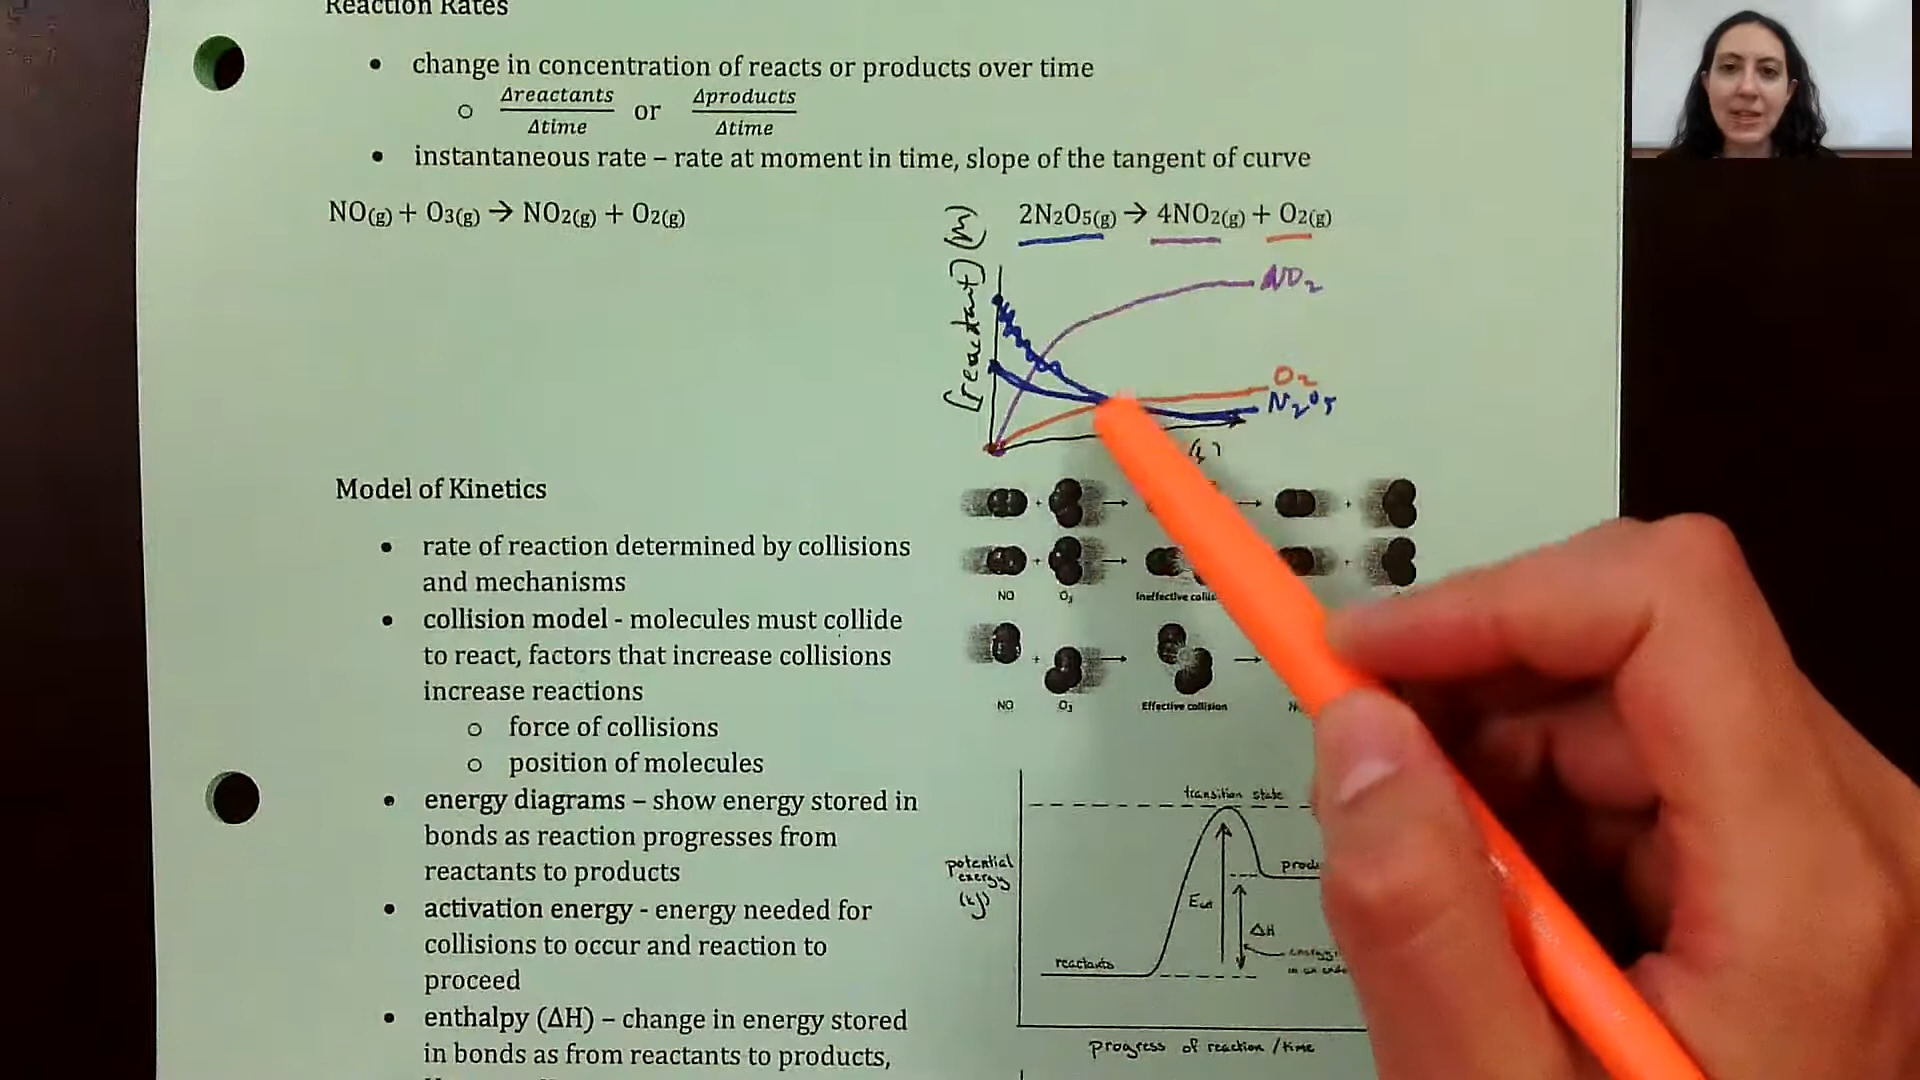 Reaction Rates
• change in concentration of reacts or products over time
○ Δreactants/Δtime or Δproducts/Δtime
• instantaneous rate – rate at moment in time, slope of the tangent of curve
NO(g) + O3(g) → NO2(g) + O2(g)
2N2O5(g) → 4NO2(g) + O2(g)
[reactant] (M)
NO2
O2
N2O5
Model of Kinetics
• rate of reaction determined by collisions
and mechanisms
• collision model - molecules must collide
to react, factors that increase collisions
increase reactions
○ force of collisions
○ position of molecules
• energy diagrams – show energy stored in
bonds as reaction progresses from
reactants to products
• activation energy - energy needed for
collisions to occur and reaction to
proceed
• enthalpy (ΔH) – change in energy stored
in bonds as from reactants to products,
+ → →  +
+ → +
NO O3 Ineffective
+ → →
NO O3 Effective collision
transition state
potential
energy
(kJ)
Eact
ΔH
reactants
progress of reaction / time